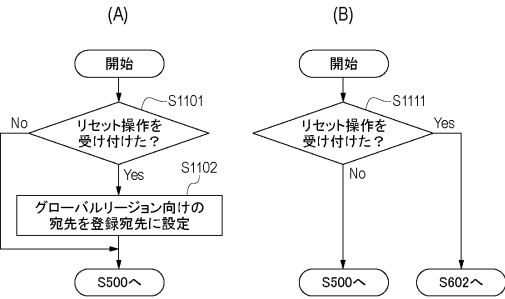 (A)
開始
S1101
リセット操作を
受け付けた？
No
Yes
S1102
グローバルリージョン向けの
宛先を登録宛先に設定
S500へ
(B)
開始
S1111
リセット操作を
受け付けた？
Yes
No
S500へ
S602へ